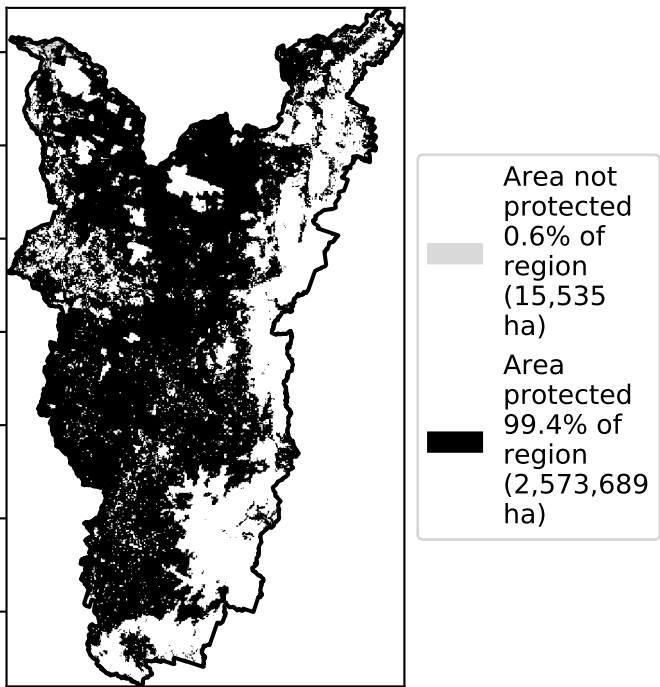 Area not
protected
0.6% of
region
(15,535
ha)
Area
protected
99.4% of
region
(2,573,689
ha)